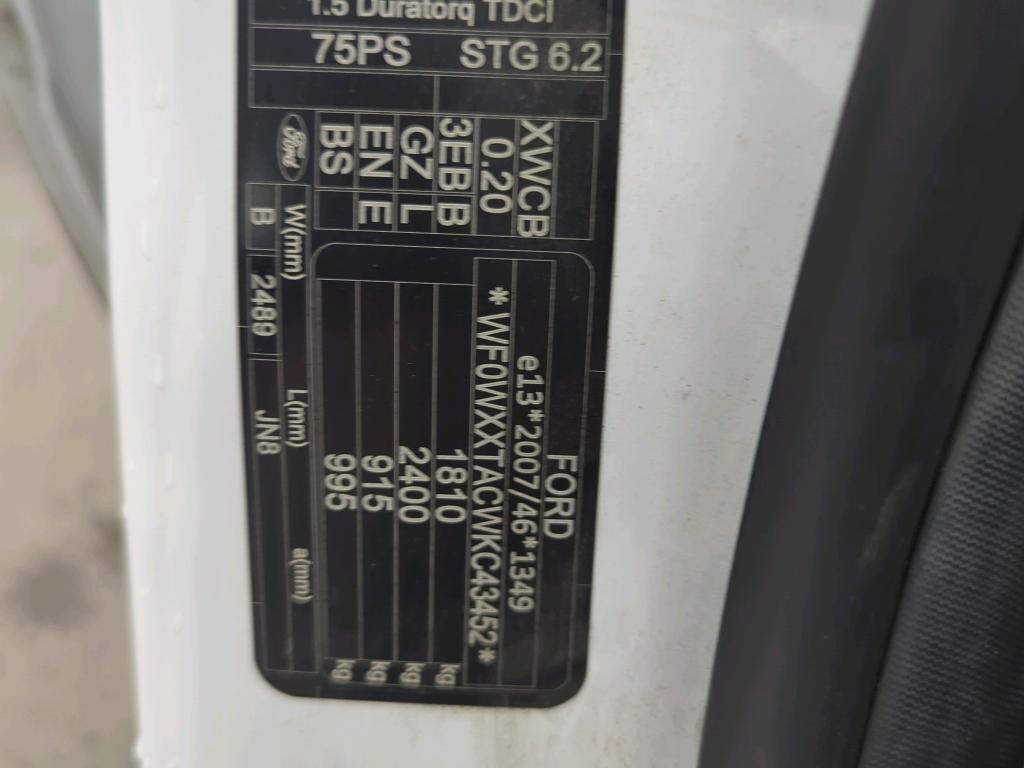 1.5 Duratorq TDCI
75PS STG 6.2
XWCB
0.20
3EB B
GZ L
EN E
BS
Ford
FORD
e13*2007/46*1349
*WF0WXXTACWKC43452*
1810 kg
2400 kg
915 kg
995 kg
W(mm) L(mm) a(mm)
B 2489 JN8